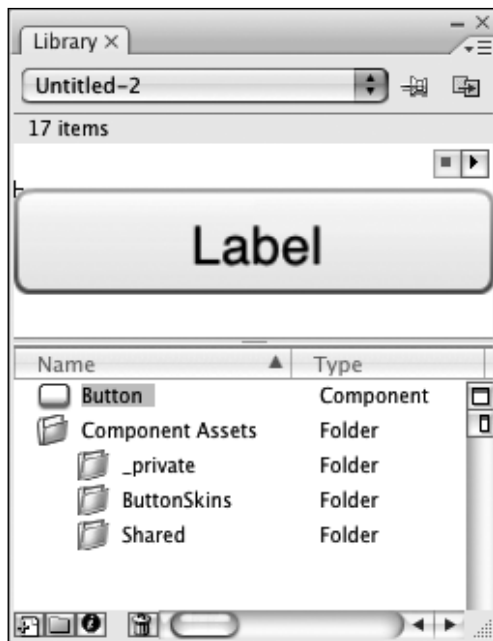 Library
Untitled-2
17 items
Label
Name Type
Button Component
Component Assets Folder
_private Folder
ButtonSkins Folder
Shared Folder